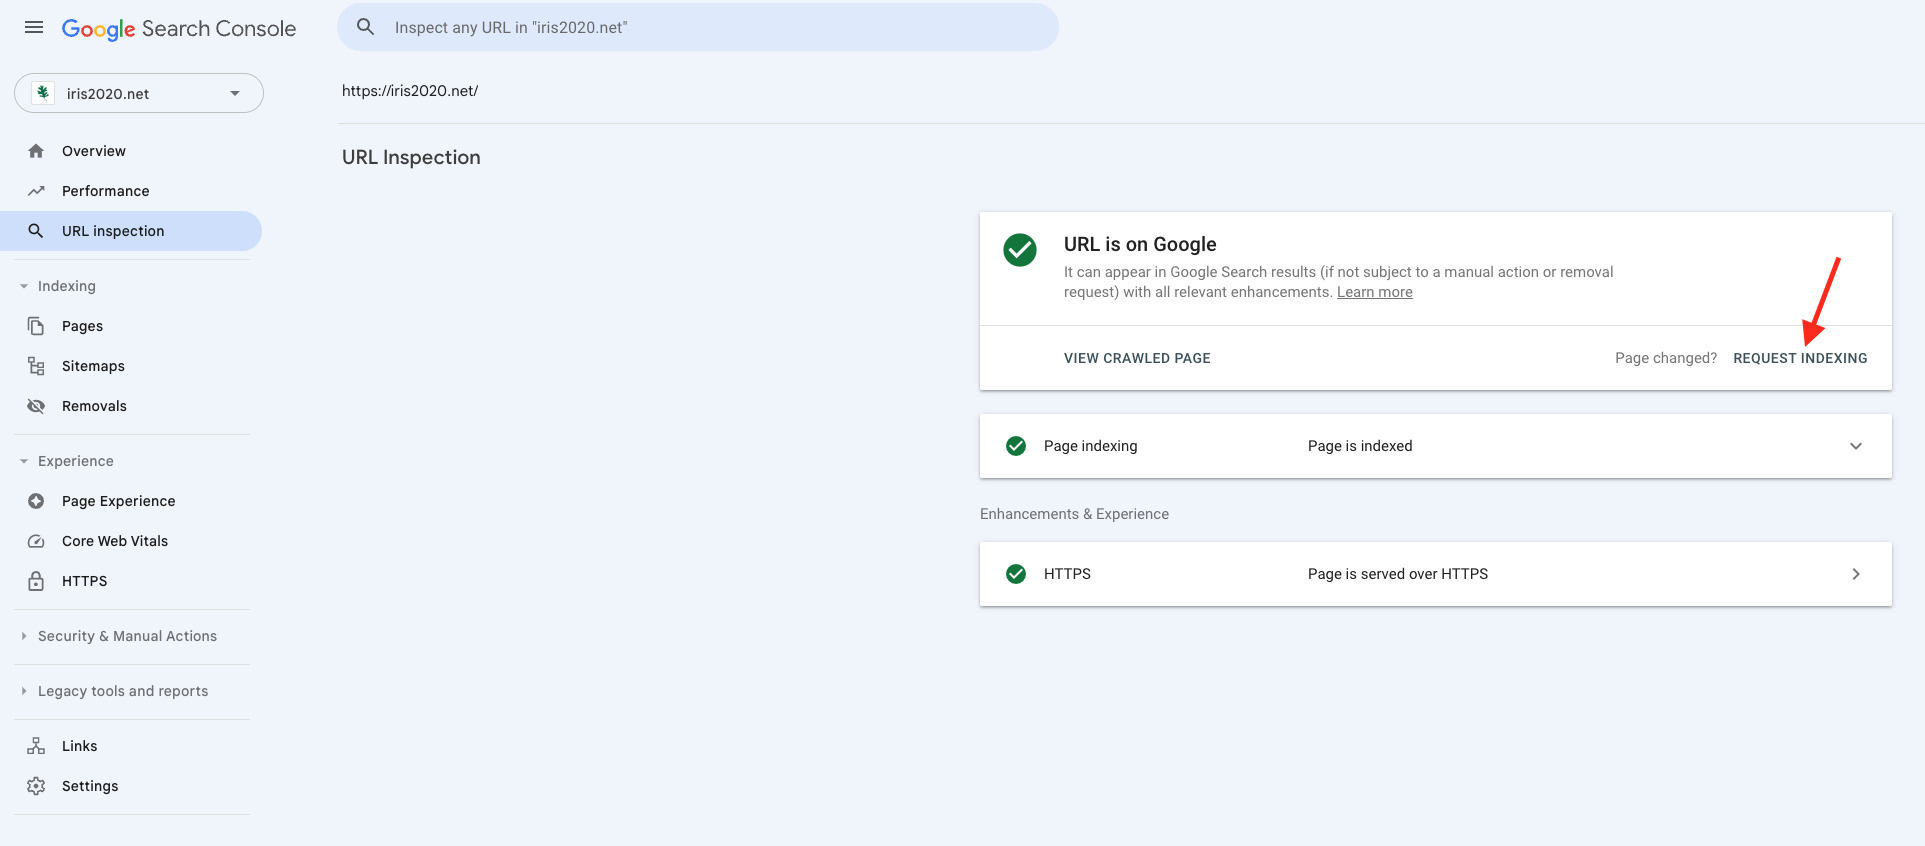 Google Search Console
Inspect any URL in "iris2020.net"
iris2020.net
https://iris2020.net/
Overview
Performance
URL inspection
Indexing
Pages
Sitemaps
Removals
Experience
Page Experience
Core Web Vitals
HTTPS
Security & Manual Actions
Legacy tools and reports
Links
Settings
URL Inspection
URL is on Google
It can appear in Google Search results (if not subject to a manual action or removal
request) with all relevant enhancements. Learn more
VIEW CRAWLED PAGE
Page changed? REQUEST INDEXING
Page indexing
Page is indexed
Enhancements & Experience
HTTPS
Page is served over HTTPS